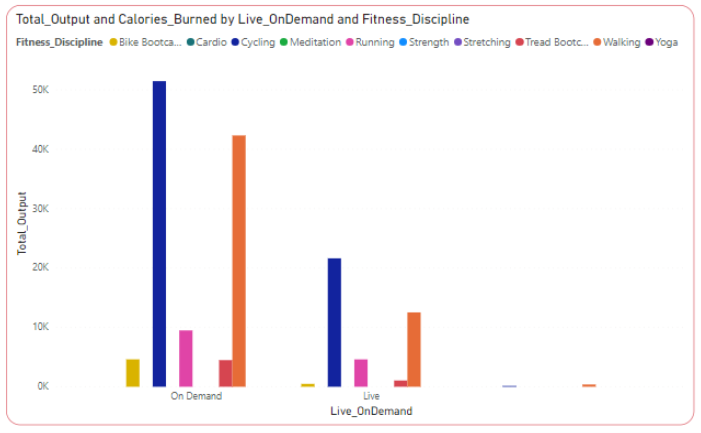 Total_Output and Calories_Burned by Live_OnDemand and Fitness_Discipline
Fitness_Discipline Bike Bootca... Cardio Cycling Meditation Running Strength Stretching Tread Bootc... Walking Yoga
50K
40K
30K
20K
10K
0K
Total_Output
On Demand Live
Live_OnDemand